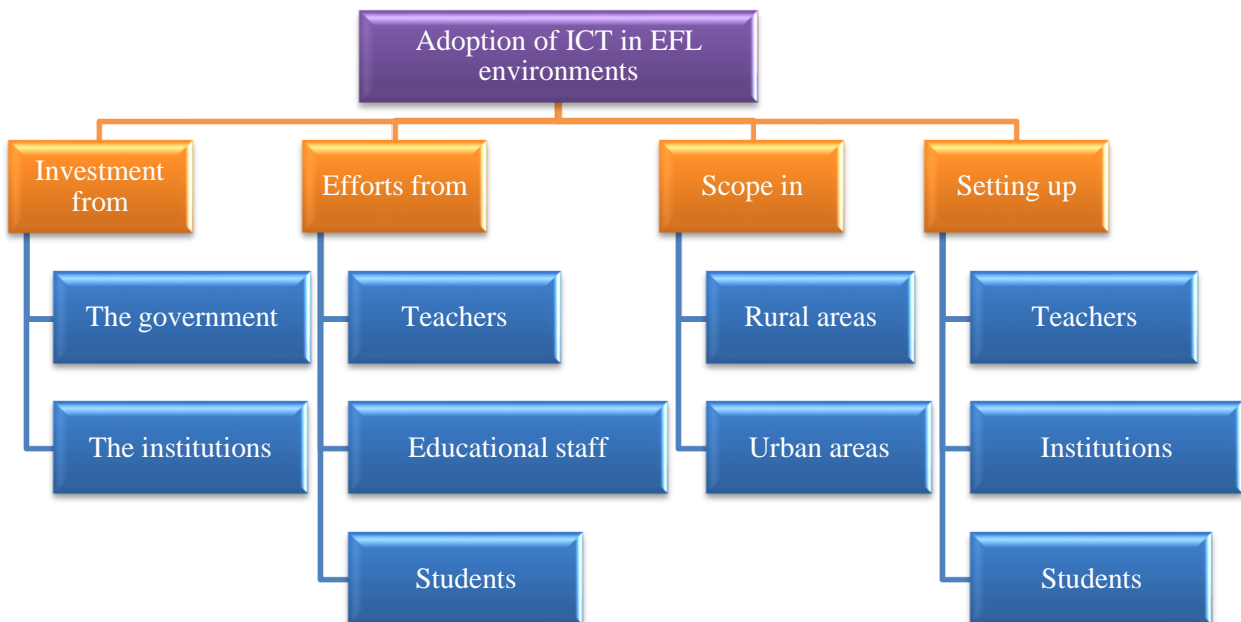 Adoption of ICT in EFL
environments
Investment
from
Efforts from
Scope in
Setting up
The government
Teachers
Rural areas
Teachers
The institutions
Educational staff
Urban areas
Institutions
Students
Students